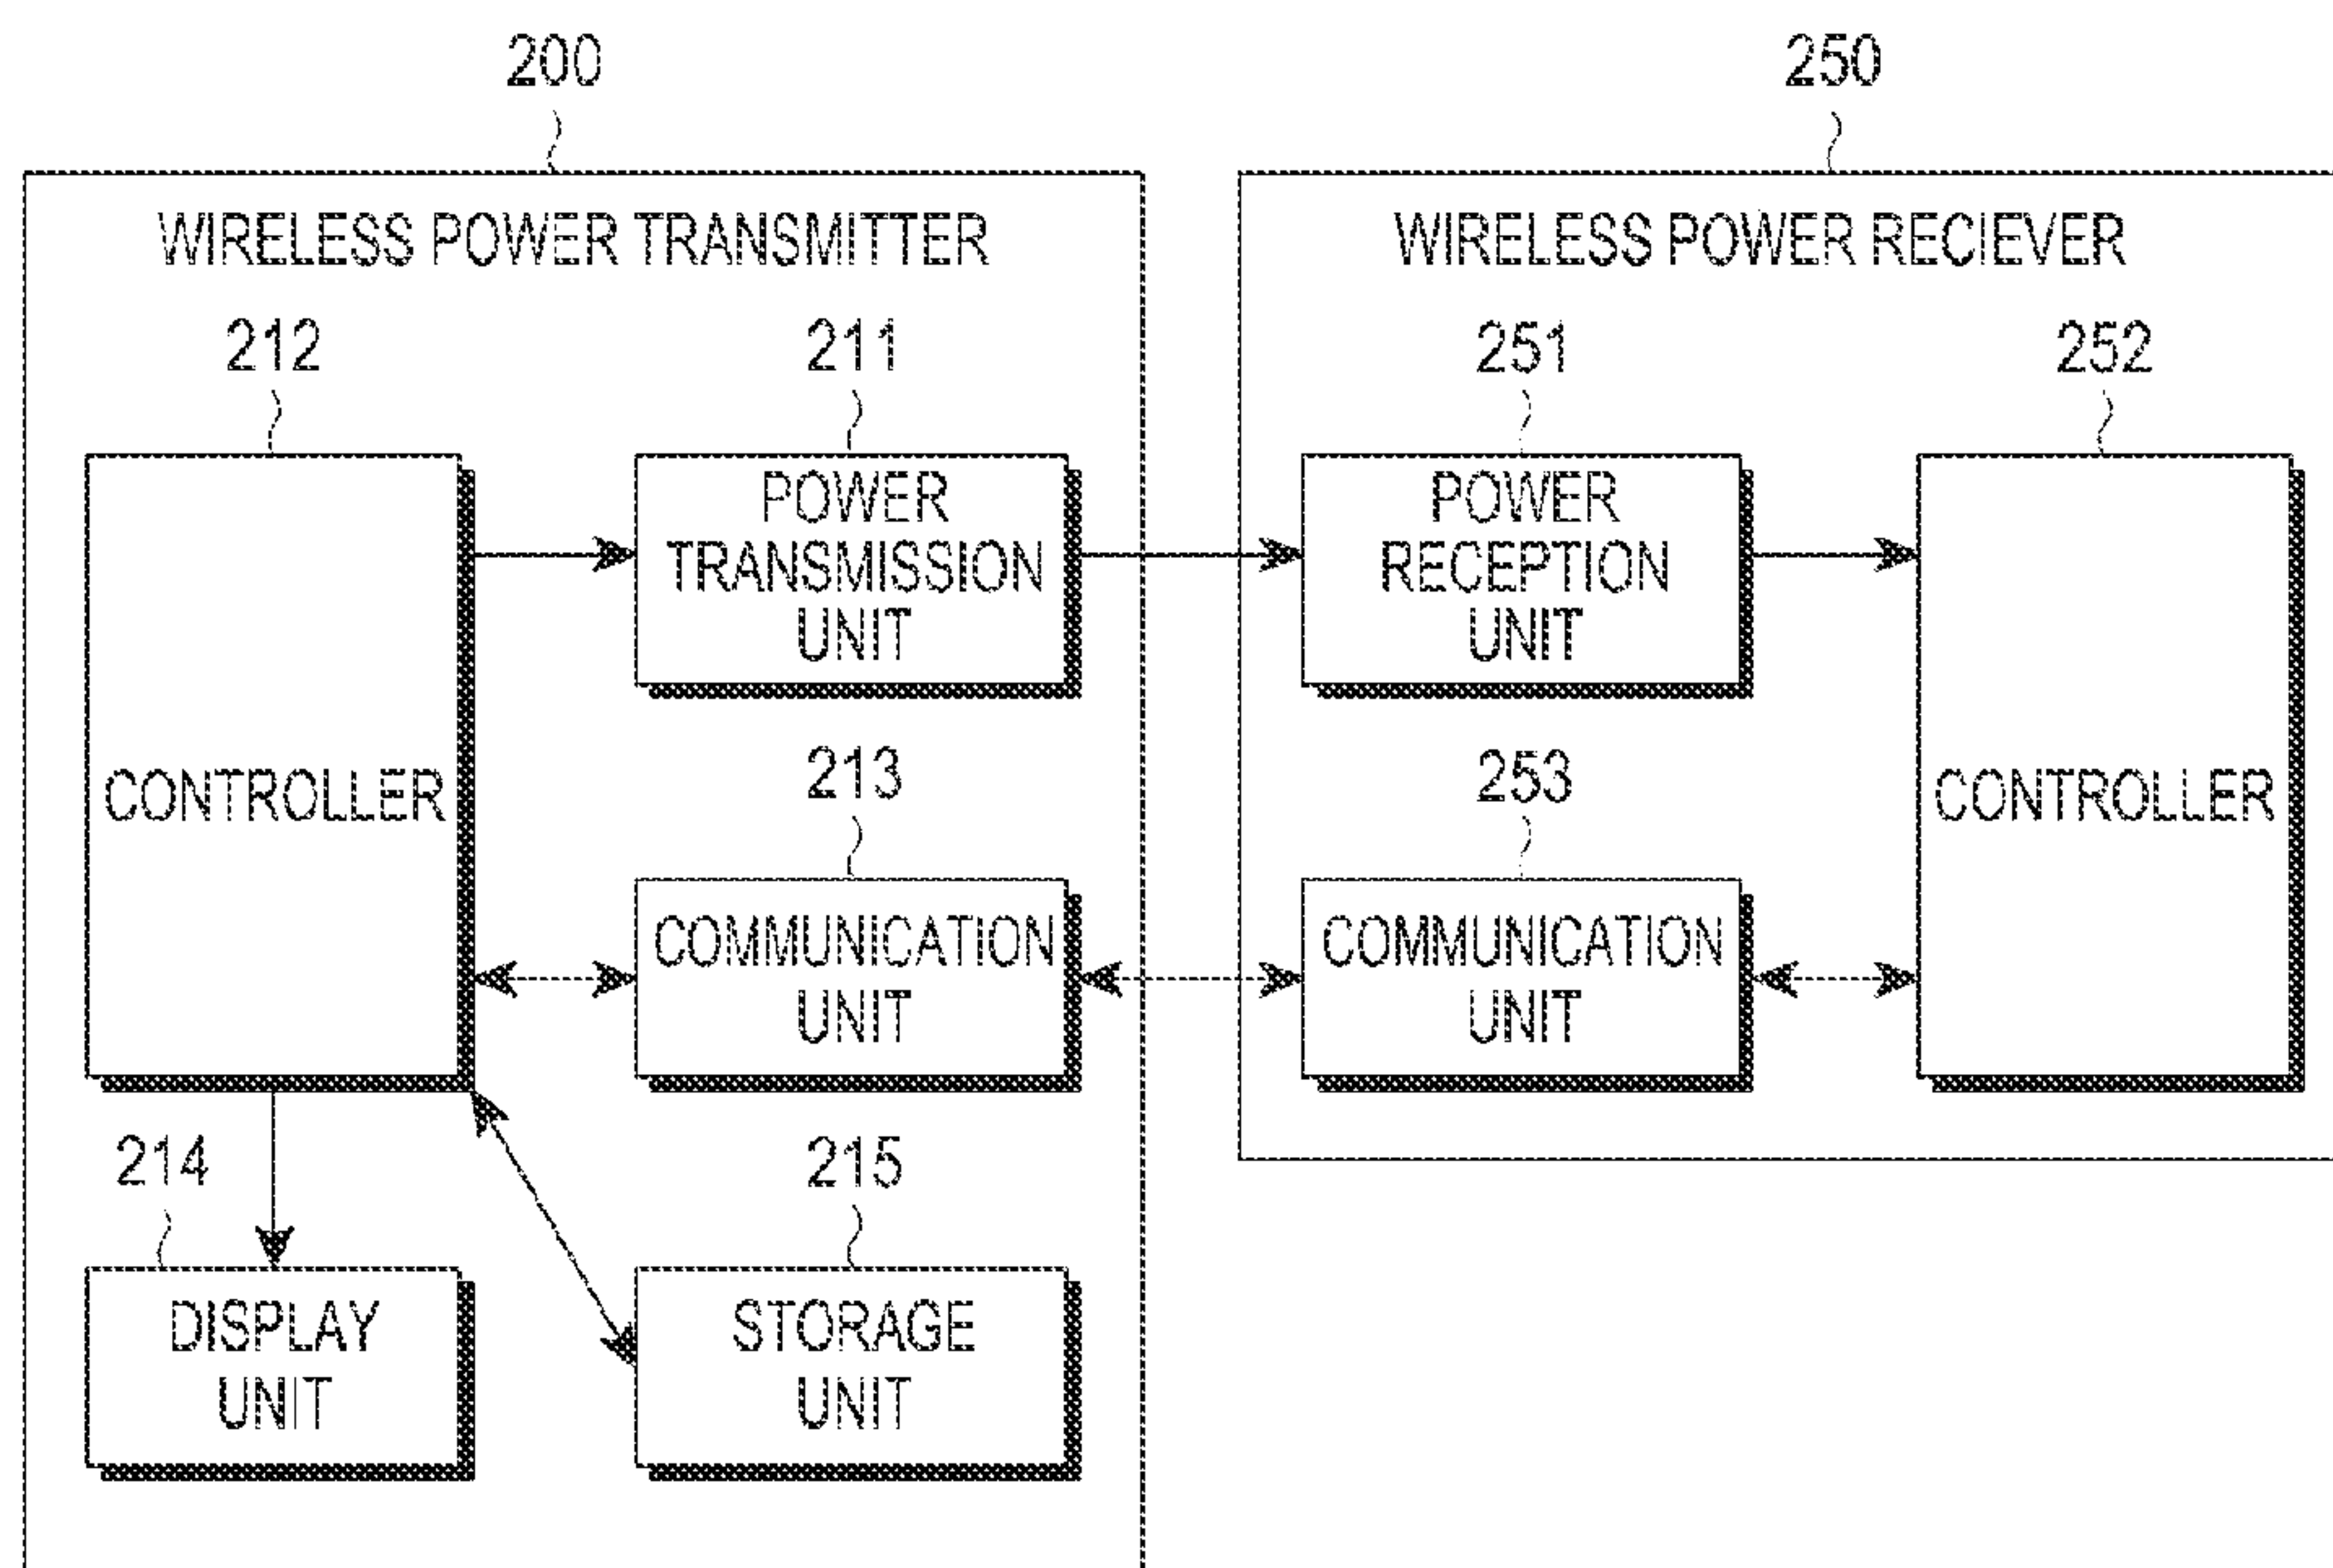 200
250
WIRELESS POWER TRANSMITTER
WIRELESS POWER RECIEVER
212
211
251
252
POWER
TRANSMISSION
UNIT
POWER
RECEPTION
UNIT
CONTROLLER
213
253
CONTROLLER
COMMUNICATION
UNIT
COMMUNICATION
UNIT
214
215
DISPLAY
UNIT
STORAGE
UNIT